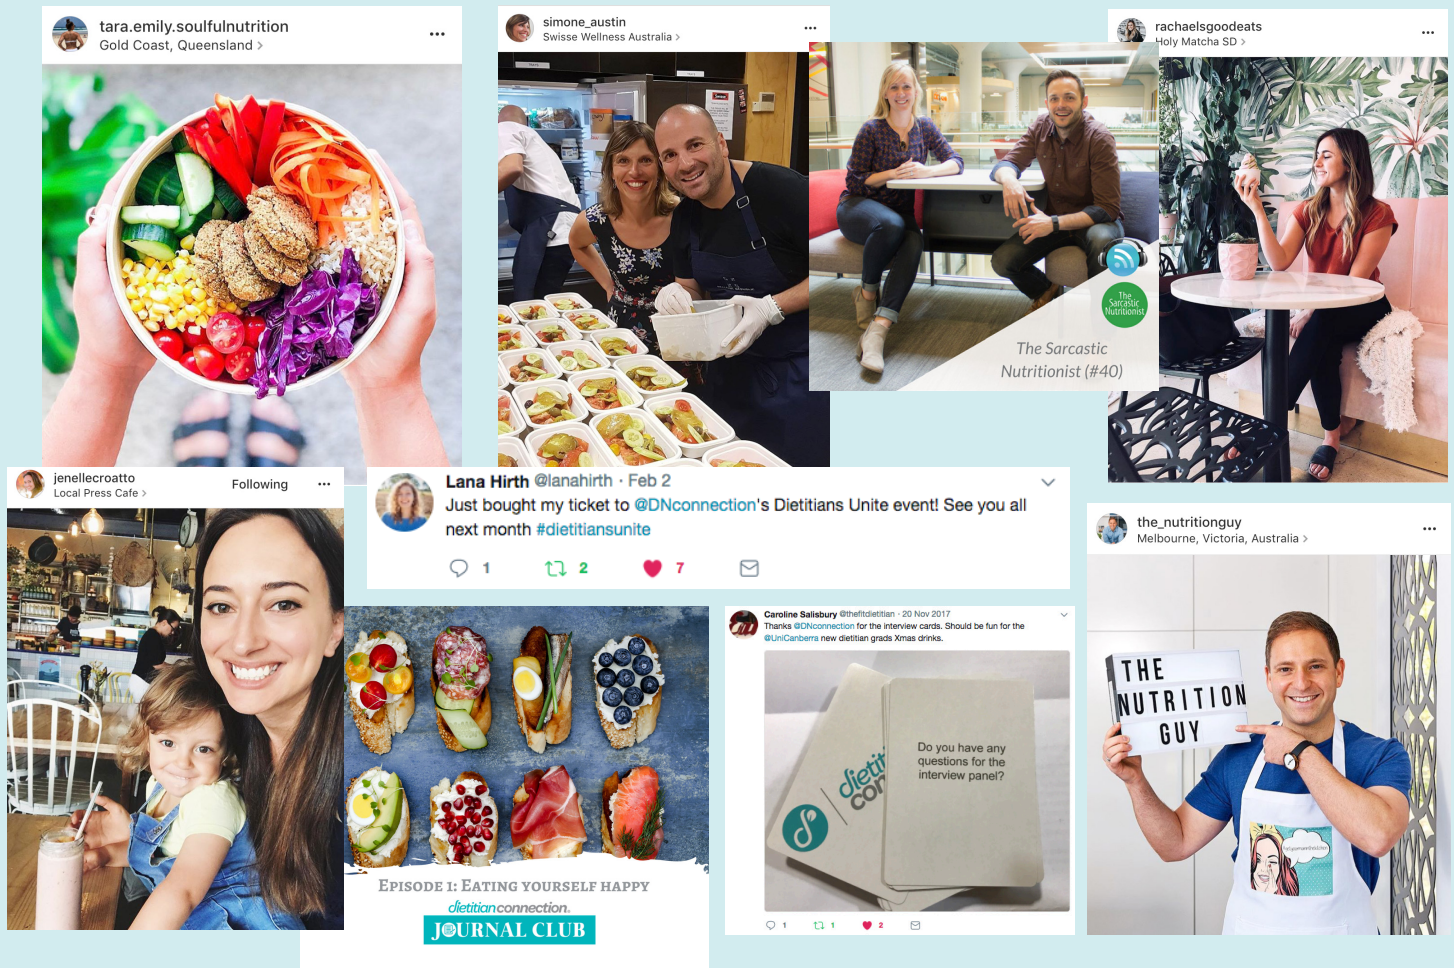 tara.emily.soulfulnutrition
Gold Coast, Queensland >
simone_austin
Swisse Wellness Australia >
rachaelsgoodeats
Holy Matcha SD >
The
Sarcastic
Nutritionist
The Sarcastic
Nutritionist (#40)
jenellecroatto
Local Press Cafe >
Following
Lana Hirth @lanahirth · Feb 2
Just bought my ticket to @DNconnection's Dietitians Unite event! See you all
next month #dietitiansunite
1 2 7
the_nutritionguy
Melbourne, Victoria, Australia >
THE
NUTRITION
GUY
Caroline Salisbury @thefitdietitian · 20 Nov 2017
Thanks @DNconnection for the interview cards. Should be fun for the
@UniCanberra new dietitian grads Xmas drinks.
dietit
con
Do you have any
questions for the
interview panel?
1 1 2
Episode 1: Eating yourself happy
dietitianconnection.
JOURNAL CLUB